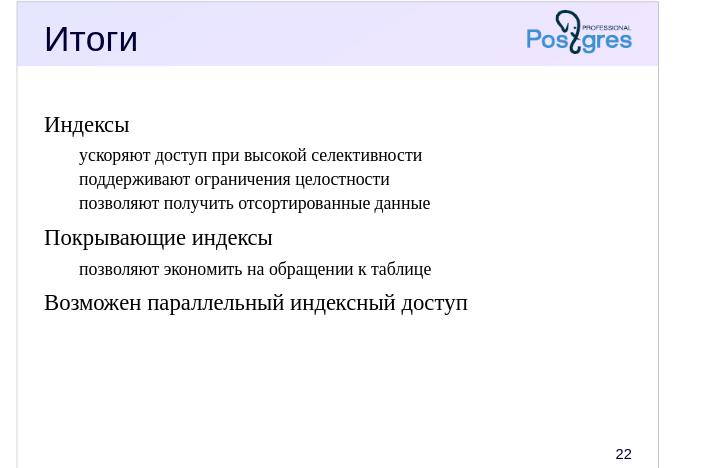 Итоги
PROFESSIONAL
Postgres
Индексы
ускоряют доступ при высокой селективности
поддерживают ограничения целостности
позволяют получить отсортированные данные
Покрывающие индексы
позволяют экономить на обращении к таблице
Возможен параллельный индексный доступ
22